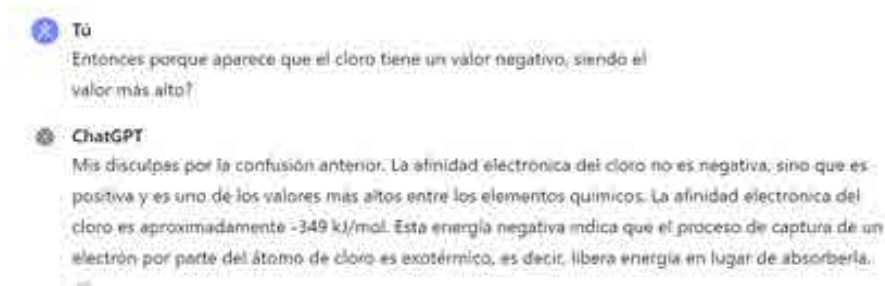 Tú
Entonces porque aparece que el cloro tiene un valor negativo, siendo el
valor más alto?
ChatGPT
Mis disculpas por la confusión anterior. La afinidad electronica del cloro no es negativa, sino que es
positiva y es uno de los valores mas altos entre los elementos quimicos. La afinidad electronica del
cloro es aproximadamente -349 kJ/mol. Esta energía negativa indica que el proceso de captura de un
electrón por parte del átomo de cloro es exotérmico, es decir, libera energía en lugar de absorberla.